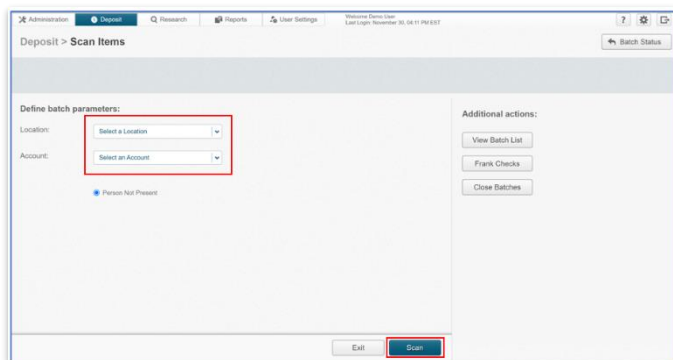 Administration Deposit Research Reports User Settings Welcome Demo User
Last Login: November 30, 04:11 PM EST
?
Deposit > Scan Items
Batch Status
Define batch parameters:
Location: Select a Location
Account: Select an Account
Person Not Present
Additional actions:
View Batch List
Frank Checks
Close Batches
Exit Scan